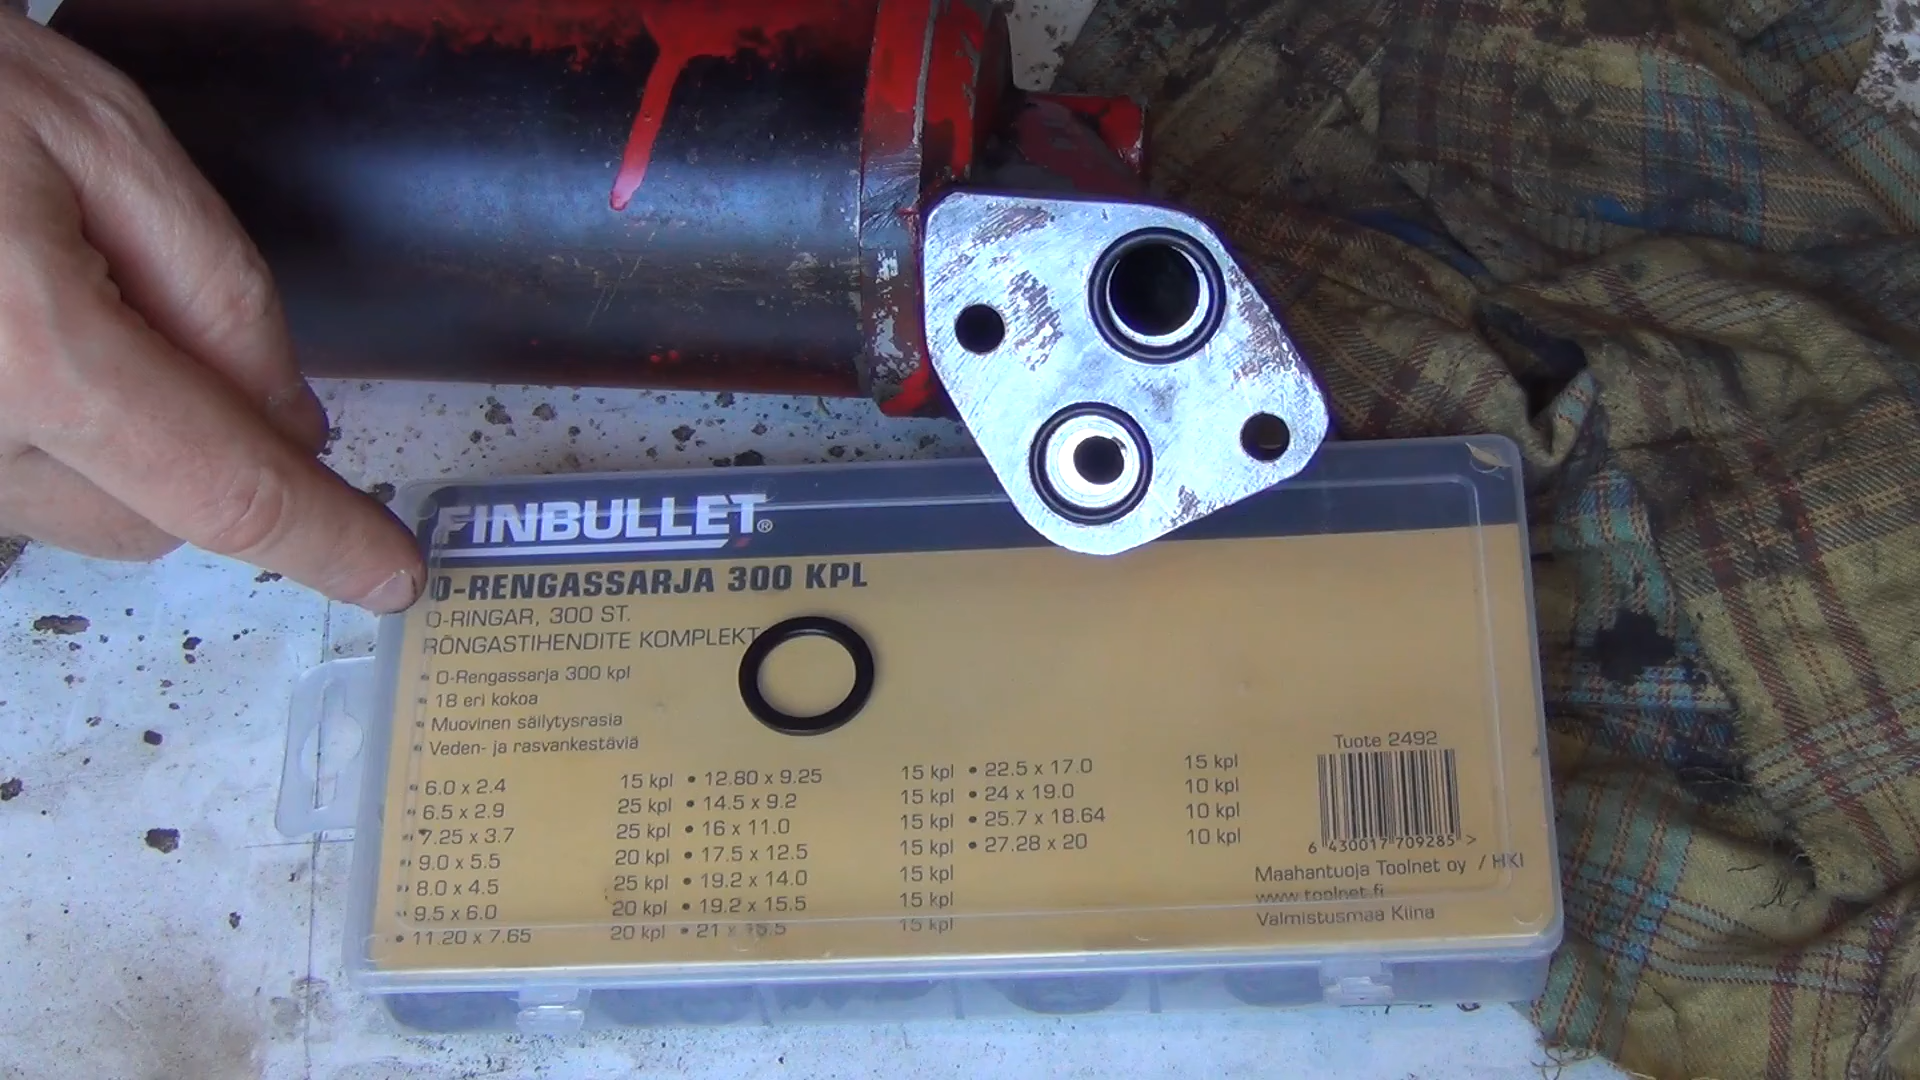 FINBULLET®
O-RENGASSARJA 300 KPL
O-RINGAR, 300 ST.
RÕNGASTIHENDITE KOMPLEKT
• O-Rengassarja 300 kpl
• 18 eri kokoa
• Muovinen säilytysrasia
• Veden- ja rasvankestäviä
• 6.0 x 2.4 15 kpl
• 6.5 x 2.9 25 kpl
• 7.25 x 3.7 25 kpl
• 9.0 x 5.5 20 kpl
• 8.0 x 4.5 25 kpl
• 9.5 x 6.0 20 kpl
• 11.20 x 7.65 20 kpl
• 12.80 x 9.25 15 kpl
• 14.5 x 9.2 15 kpl
• 16 x 11.0 15 kpl
• 17.5 x 12.5 15 kpl
• 19.2 x 14.0 15 kpl
• 19.2 x 15.5 15 kpl
• 21 x 15.5 15 kpl
• 22.5 x 17.0 15 kpl
• 24 x 19.0 10 kpl
• 25.7 x 18.64 10 kpl
• 27.28 x 20 10 kpl
Tuote 2492
6 430017 709285 >
Maahantuoja Toolnet oy / HKI
www.toolnet.fi
Valmistusmaa Kiina